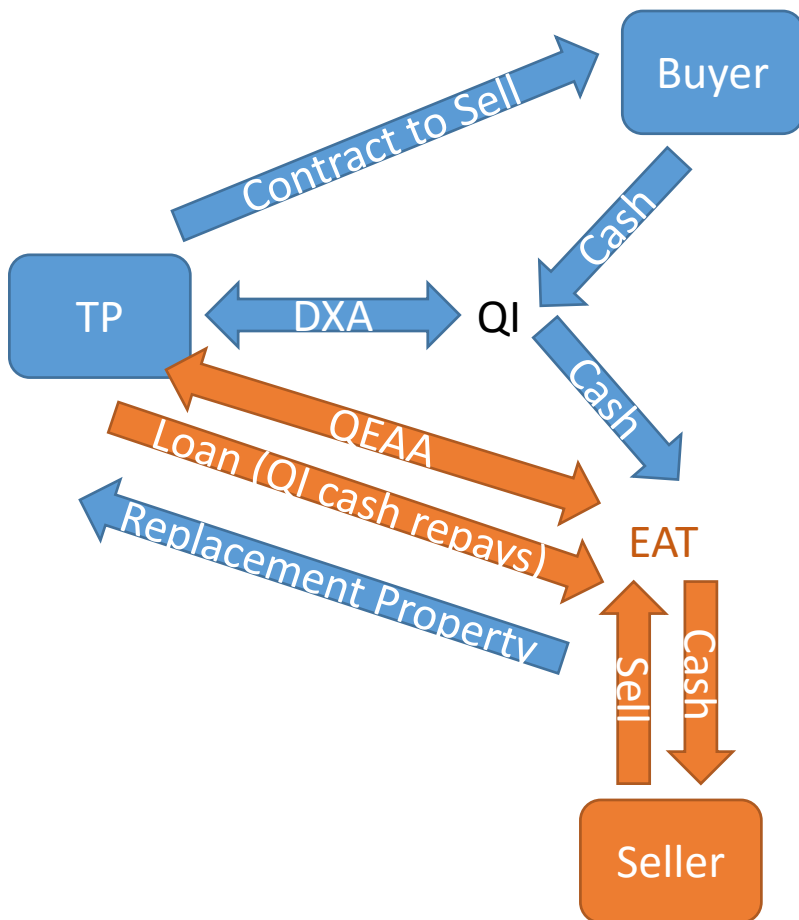 Buyer
Contract to Sell
Cash
TP
DXA
QI
Cash
QEAA
Loan (QI cash repays)
Replacement Property
EAT
Sell
Cash
Seller